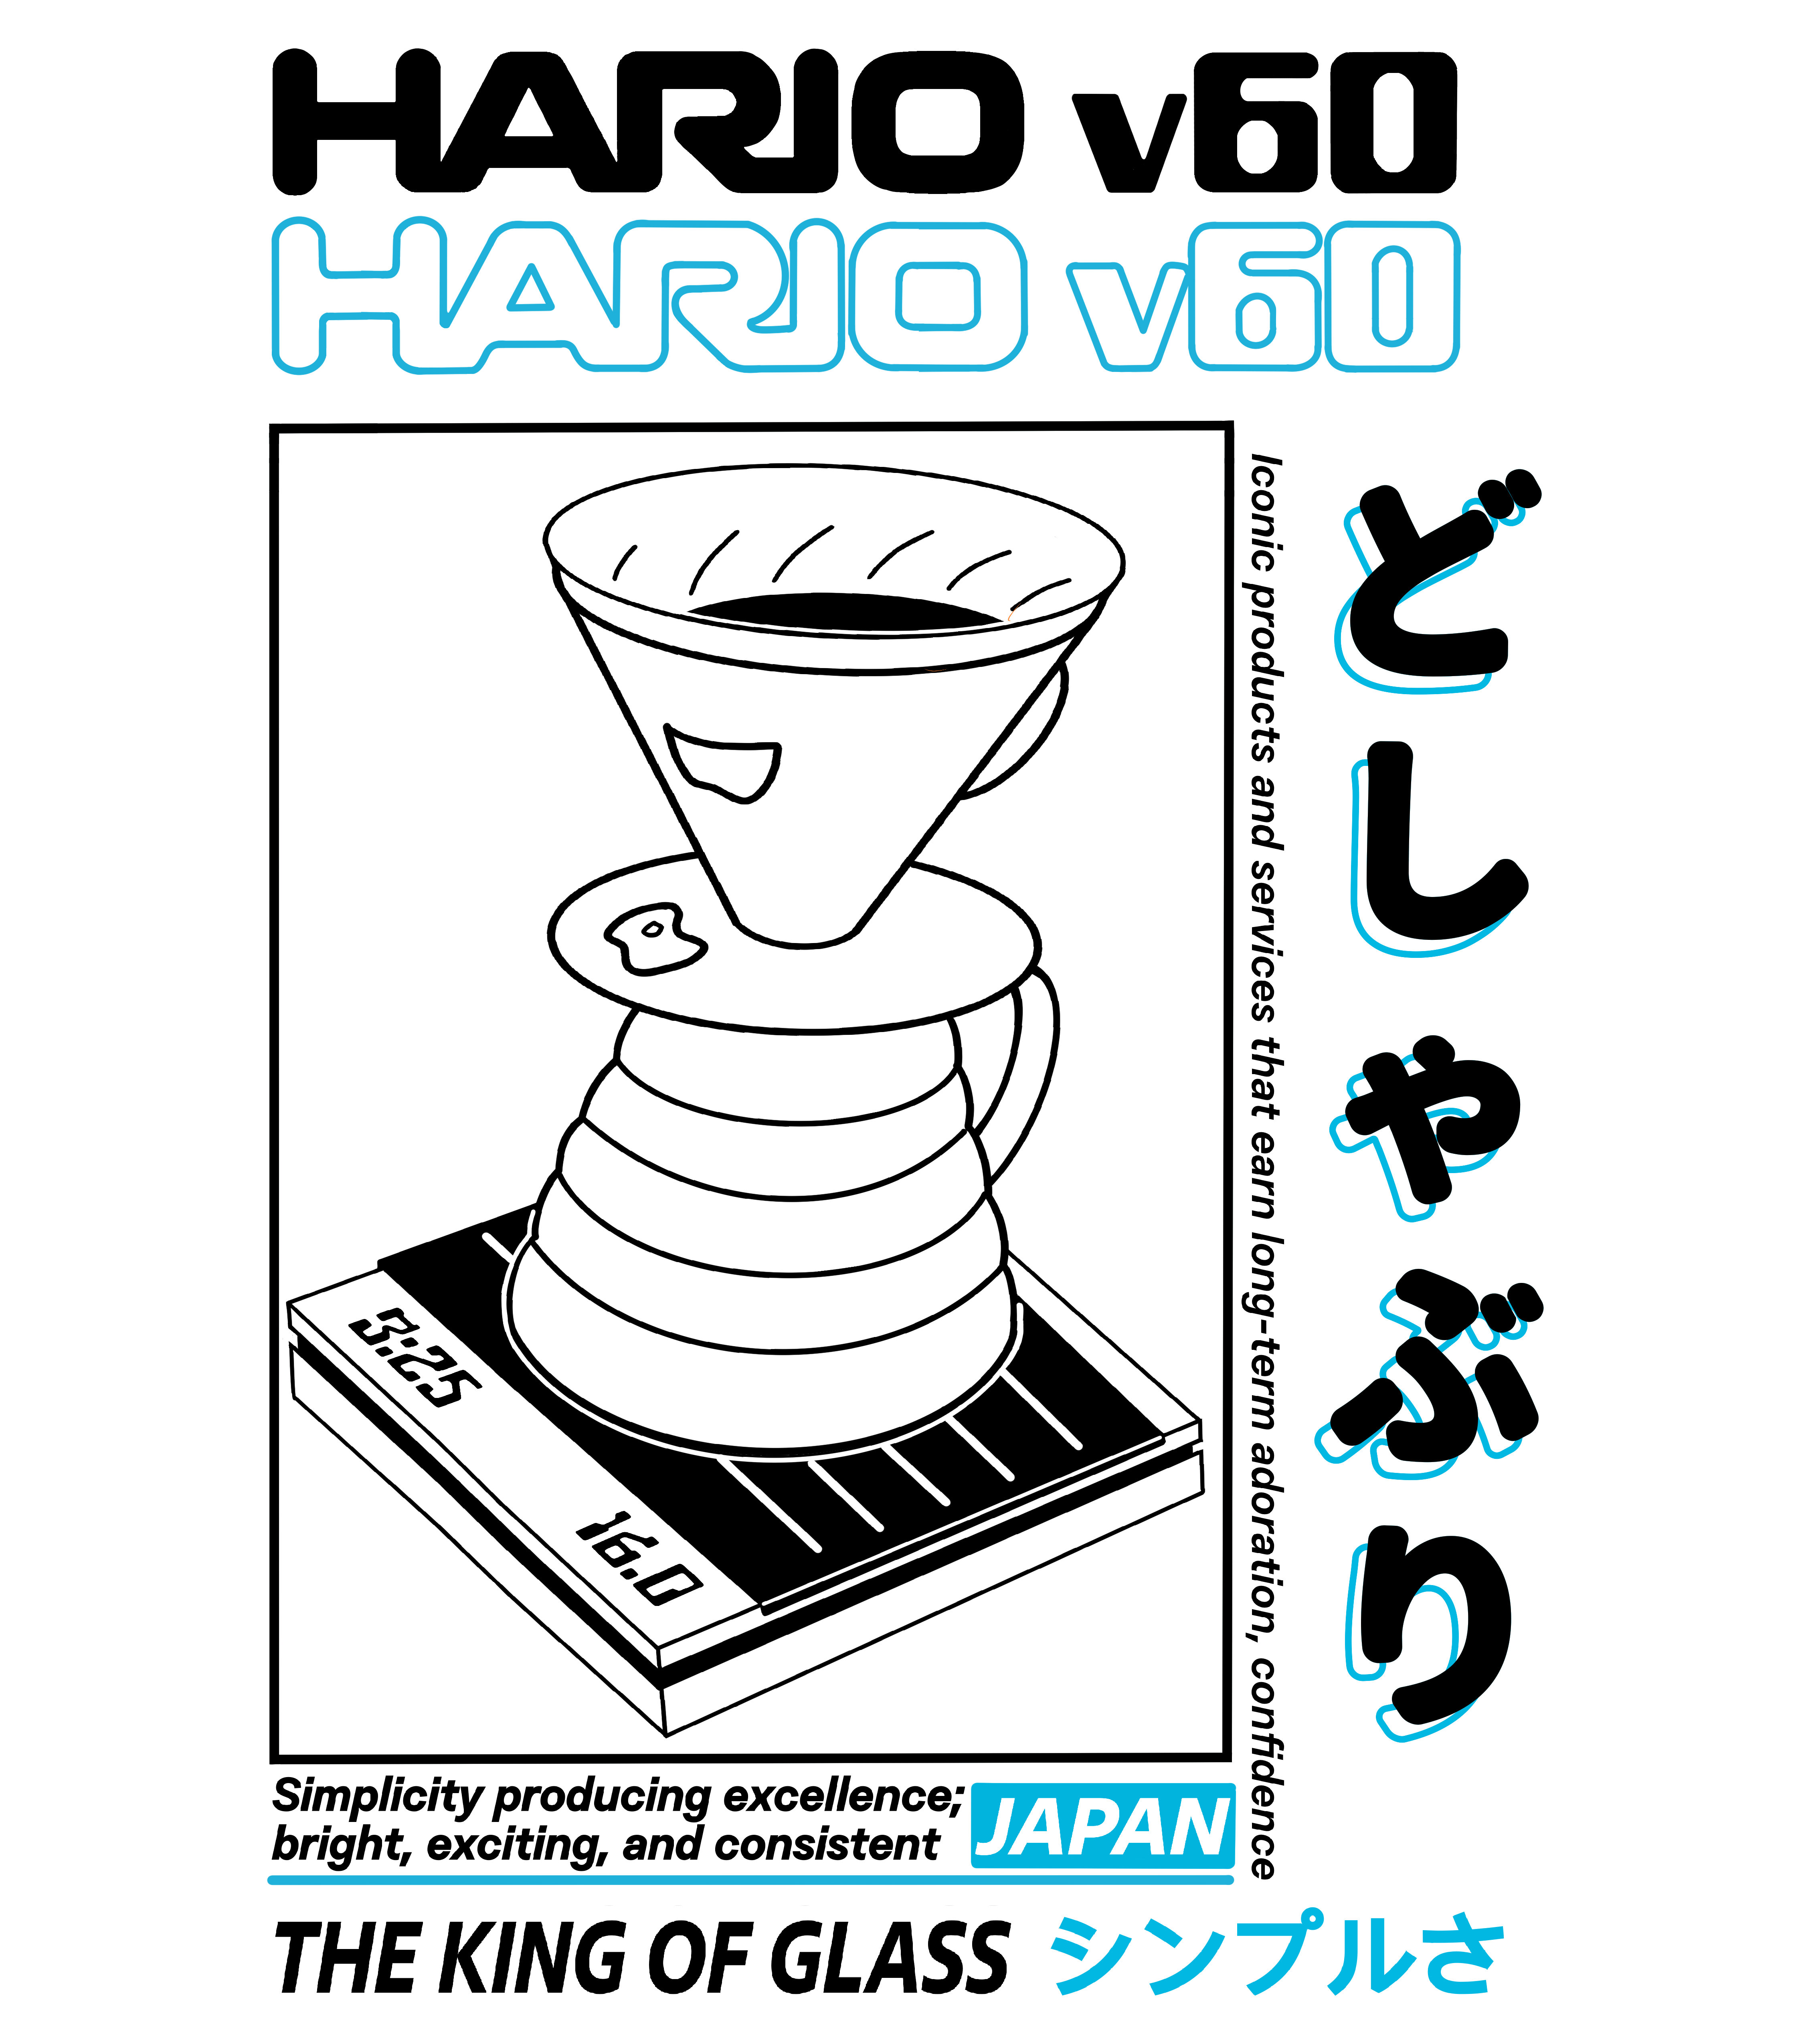 HARIO v60
HARIO v60
Iconic products and services that earn long-term adoration, confidence
どしゃぶり
02:25
16.0
Simplicity producing excellence;
bright, exciting, and consistent
JAPAN
THE KING OF GLASS シンプルさ